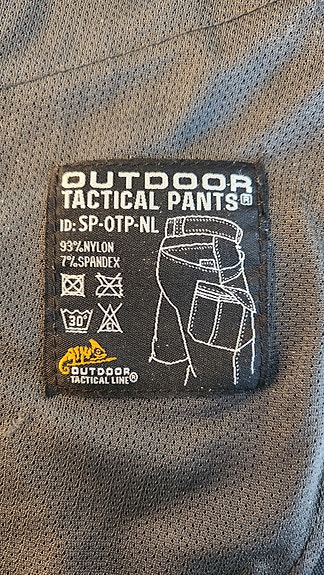 OUTDOOR
TACTICAL PANTS®
ID: SP-OTP-NL
93%NYLON
7%SPANDEX
30°
OUTDOOR
TACTICAL LINE®